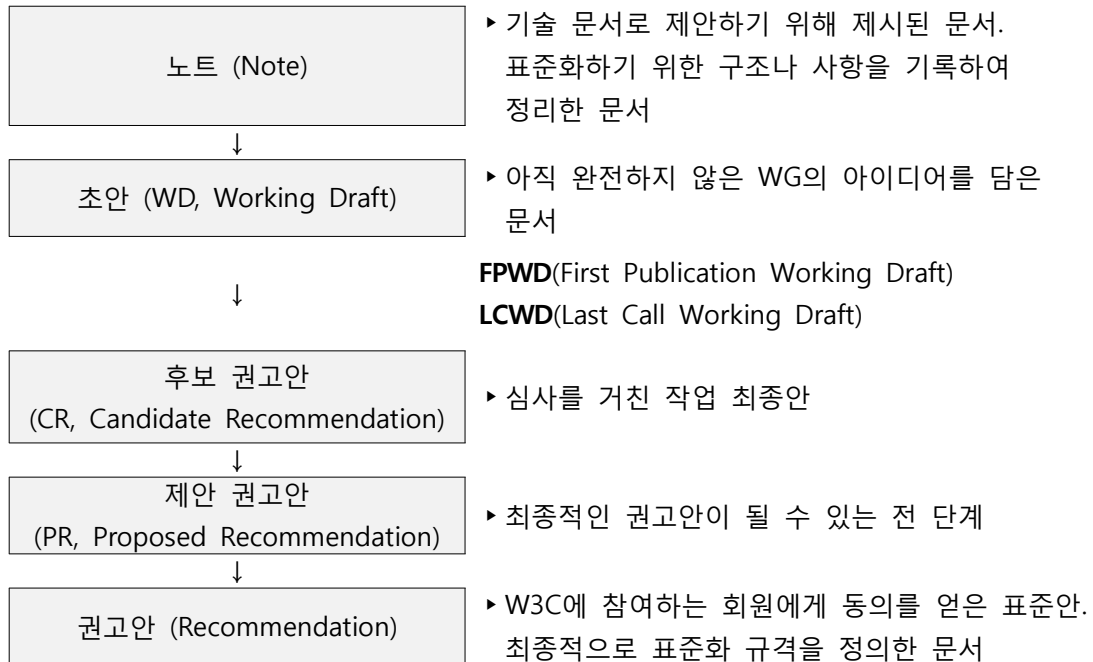 노트 (Note)
▸기술 문서로 제안하기 위해 제시된 문서.
표준화하기 위한 구조나 사항을 기록하여
정리한 문서
↓
초안 (WD, Working Draft)
▸아직 완전하지 않은 WG의 아이디어를 담은
문서
↓
FPWD(First Publication Working Draft)
LCWD(Last Call Working Draft)
후보 권고안
(CR, Candidate Recommendation)
▸심사를 거친 작업 최종안
↓
제안 권고안
(PR, Proposed Recommendation)
▸최종적인 권고안이 될 수 있는 전 단계
↓
권고안 (Recommendation)
▸W3C에 참여하는 회원에게 동의를 얻은 표준안.
최종적으로 표준화 규격을 정의한 문서